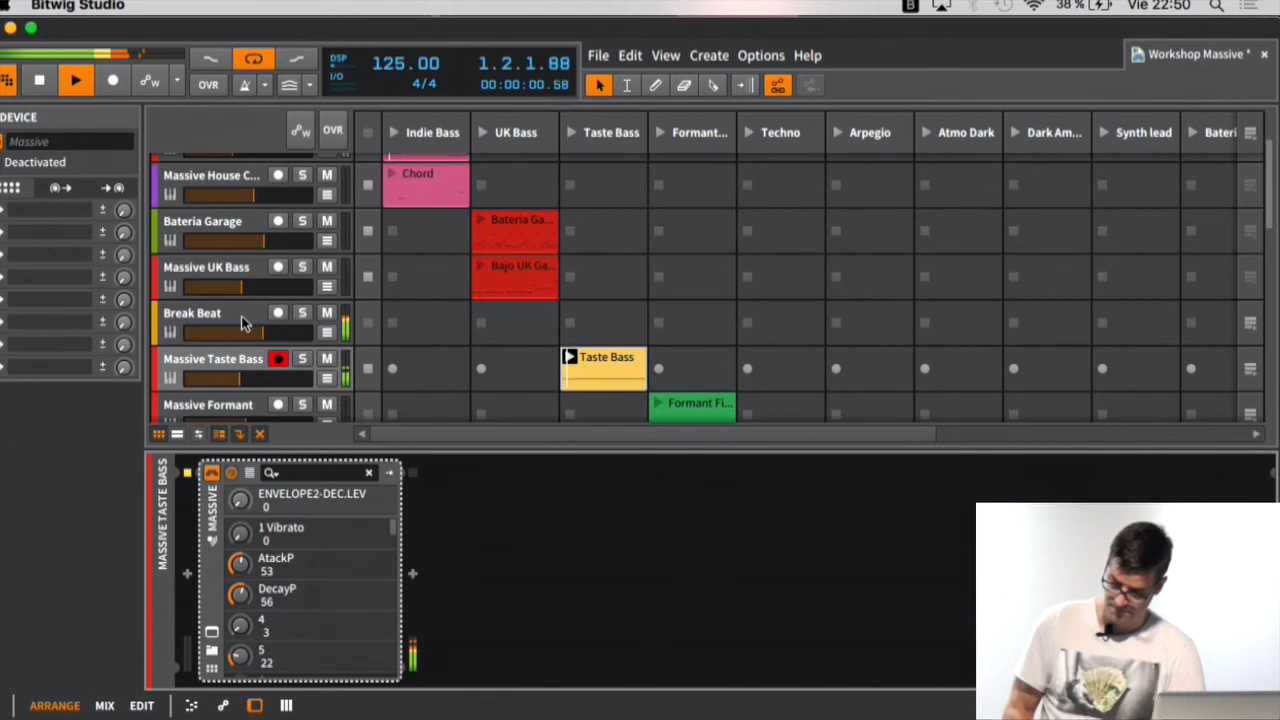 Bitwig Studio
38 %
Vie 22:50
DSP
I/O
125.00
4/4
1.2.1.88
00:00:00.58
File Edit View Create Options Help
Workshop Massive *
OVR
DEVICE
Massive
Deactivated
OVR
Indie Bass
UK Bass
Taste Bass
Formant...
Techno
Arpegio
Atmo Dark
Dark Am...
Synth lead
Bateri
Massive House C...
S M
Chord
Bateria Garage
S M
Bateria Ga...
Massive UK Bass
S M
Bajo UK Ga...
Break Beat
S M
Massive Taste Bass
S M
Taste Bass
Massive Formant
S M
Formant Fi...
MASSIVE TASTE BASS
MASSIVE
ENVELOPE2-DEC.LEV
0
1 Vibrato
0
AtackP
53
DecayP
56
4
3
5
22
ARRANGE MIX EDIT